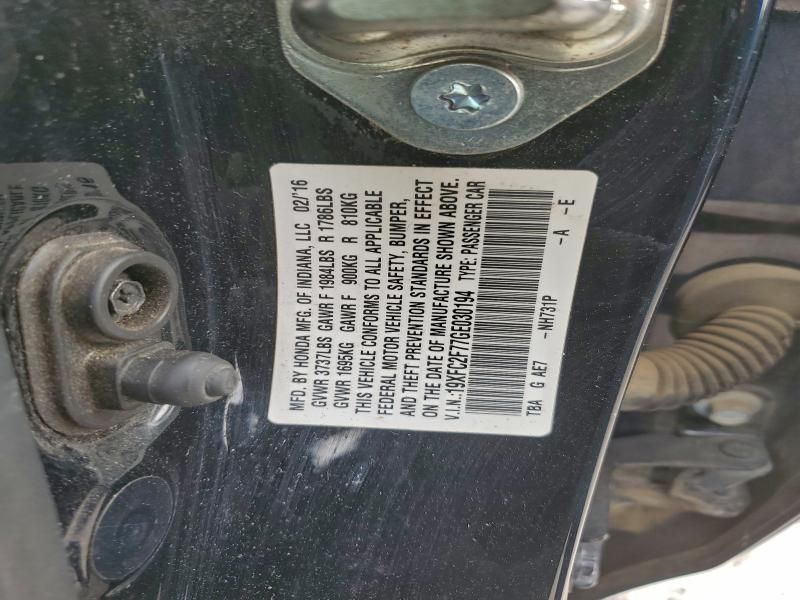 MFD. BY HONDA MFG. OF INDIANA, LLC 02/'16
GVWR 3737LBS GAWR F 1984LBS R 1786LBS
GVWR 1695KG GAWR F 900KG R 810KG
THIS VEHICLE CONFORMS TO ALL APPLICABLE
FEDERAL MOTOR VEHICLE SAFETY, BUMPER,
AND THEFT PREVENTION STANDARDS IN EFFECT
ON THE DATE OF MANUFACTURE SHOWN ABOVE.
V.I.N.:19XFC2F77GE030194 TYPE: PASSENGER CAR
TBA G AE7 -NH731P -A -E